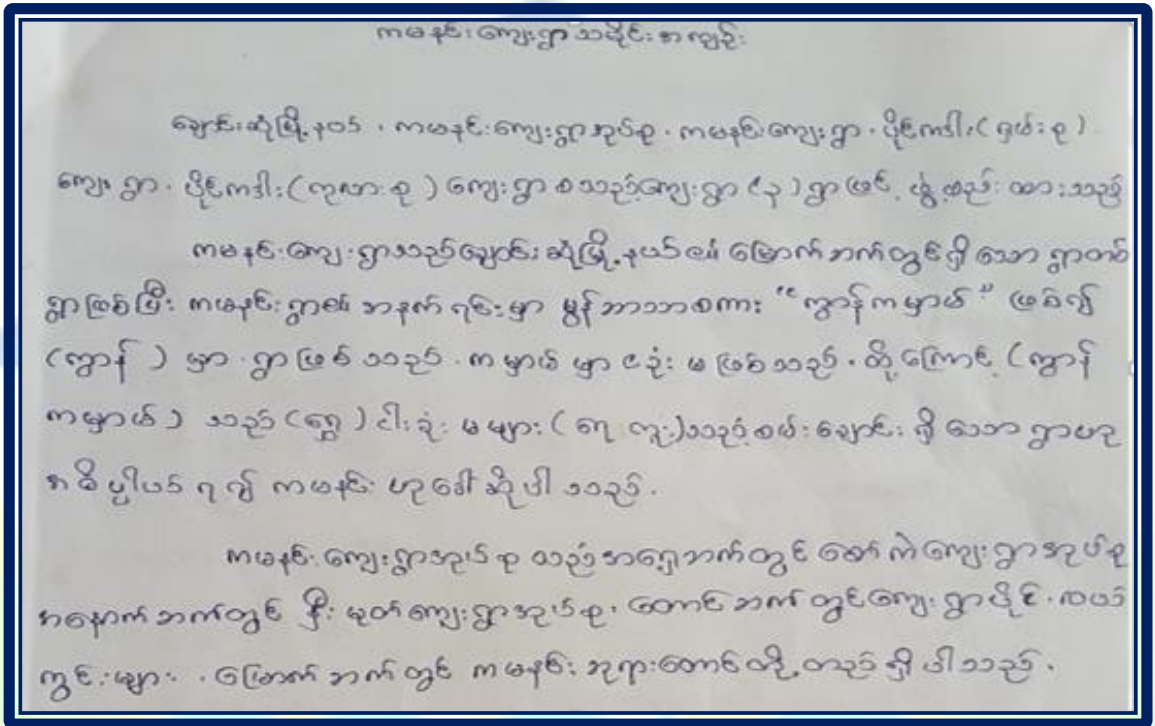 ကမနင်းကျေးရွာသမိုင်းအကျဉ်း
ချောင်းဆုံမြို့နယ်၊ ကမနင်းကျေးရွာအုပ်စု၊ ကမနင်းကျေးရွာ၊ ပိုင်ကဒါး(ရှမ်းစု)
ကျေးရွာ၊ ပိုင်ကဒါး(ကုလားစု)ကျေးရွာစသည့်ကျေးရွာ(၃)ရွာဖြင့် ဖွဲ့စည်းထားသည်
ကမနင်းကျေးရွာသည်ချောင်းဆုံမြို့နယ်၏မြောက်ဘက်တွင်ရှိသောရွာတစ်
ရွာဖြစ်ပြီး ကမနင်းရွာ၏အနက်ရင်းမှာ မွန်ဘာသာစကား "ကွာန်ကမ္ဘာဲ" ဖြစ်၍
(ကွာန်)မှာ ရွာဖြစ်သည်၊ မှာ ဖြစ်သည်၊ ထို့ကြောင့် (ကွာန်
သည်(ရွှေ)ငါးခုံးမများ( )သည့်စမ်းချောင်းရှိသောရွာဟု
အဓိပ္ပါယ်ရ၍ ကမနင်းဟုခေါ်ဆိုပါသည်၊
ကမနင်းကျေးရွာအုပ်စုသည်အရှေ့ဘက်တွင် ကျေးရွာအုပ်စု
အနောက်ဘက်တွင် နှီးမုတ်ကျေးရွာအုပ်စု၊ တောင်ဘက်တွင်ကျေးရွာပိုင်လယ်
ကွင်းများ၊ မြောက်ဘက်တွင် ကမနင်းဘုရားတောင်တို့တည်ရှိပါသည်၊